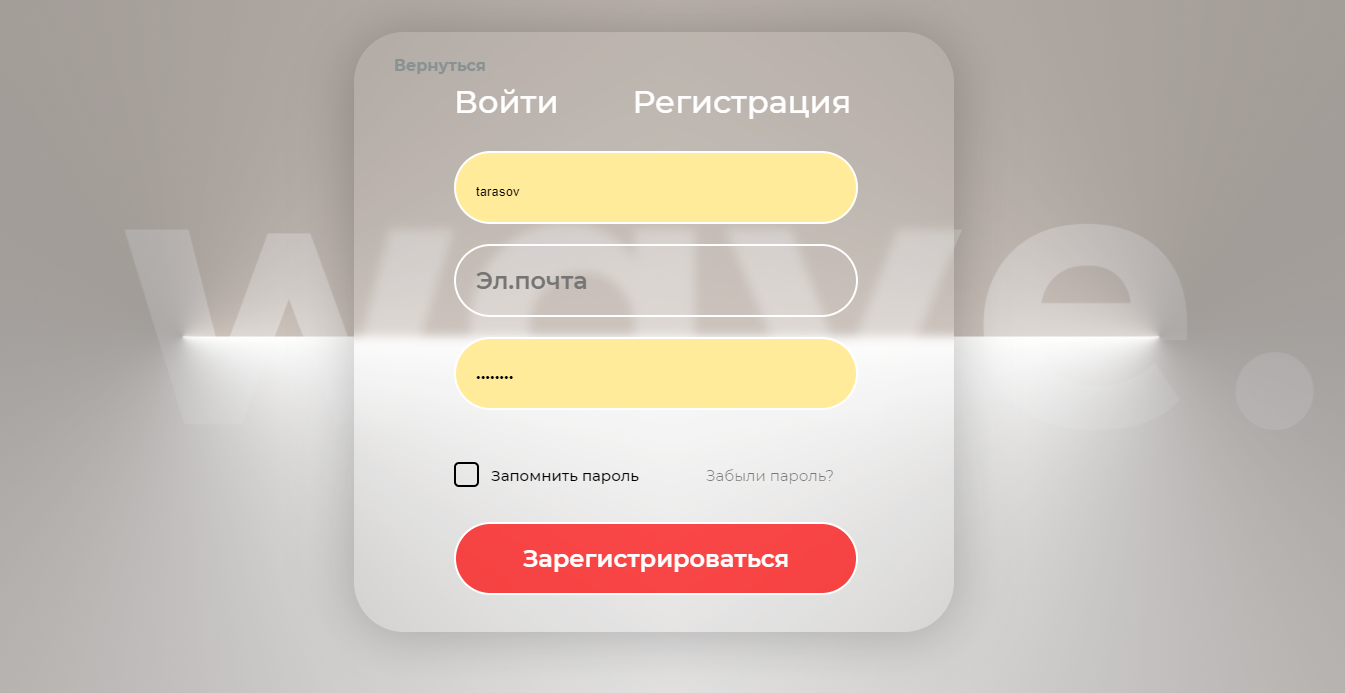 Вернуться
Войти Регистрация
tarasov
Эл.почта
••••••••
Запомнить пароль Забыли пароль?
Зарегистрироваться
wave.